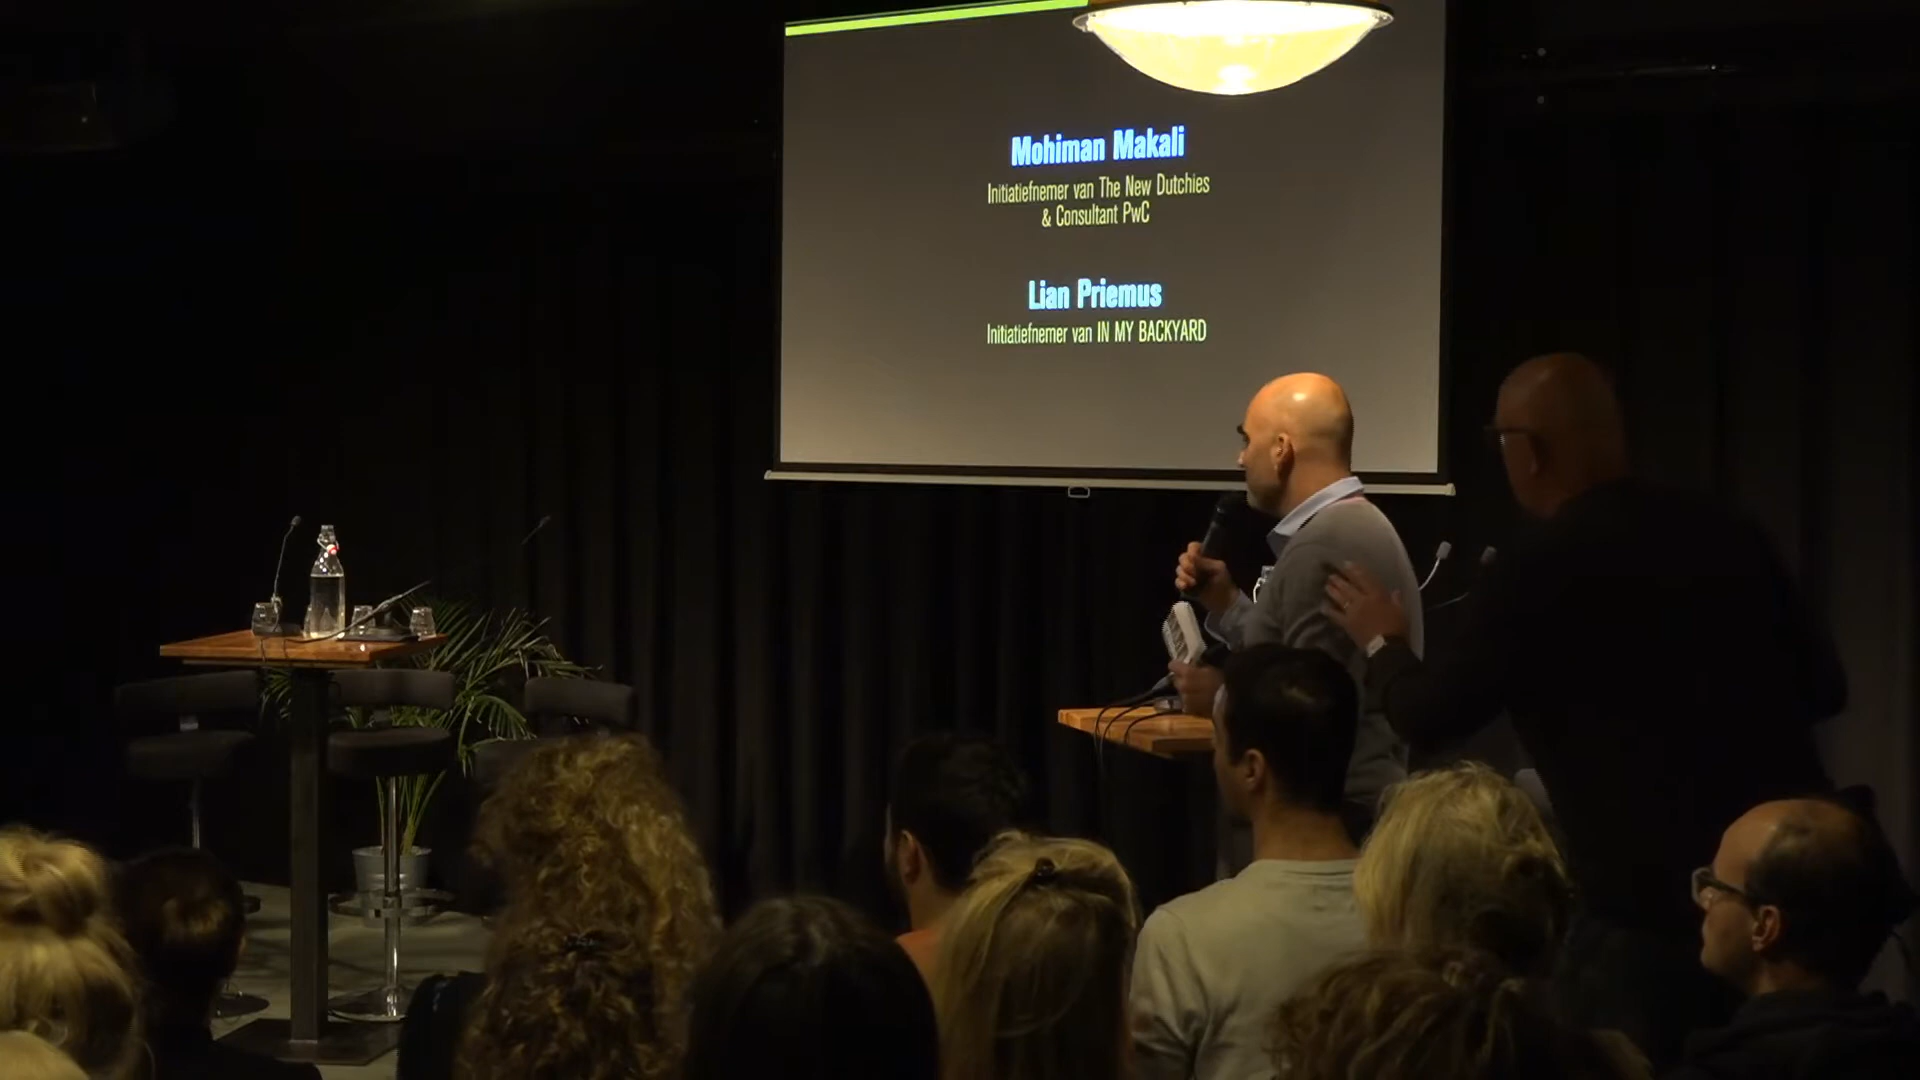 Mohiman Makali
Initiatiefnemer van The New Dutchies
& Consultant PwC
Lian Priemus
Initiatiefnemer van IN MY BACKYARD